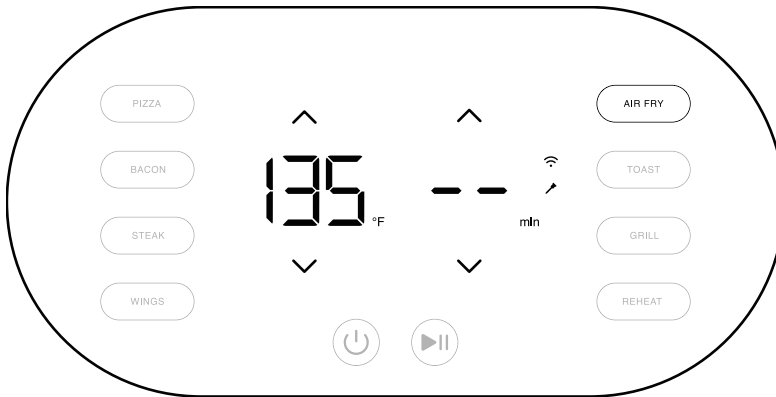 PIZZA
AIR FRY
BACON
135 °F
-- min
TOAST
STEAK
GRILL
WINGS
REHEAT